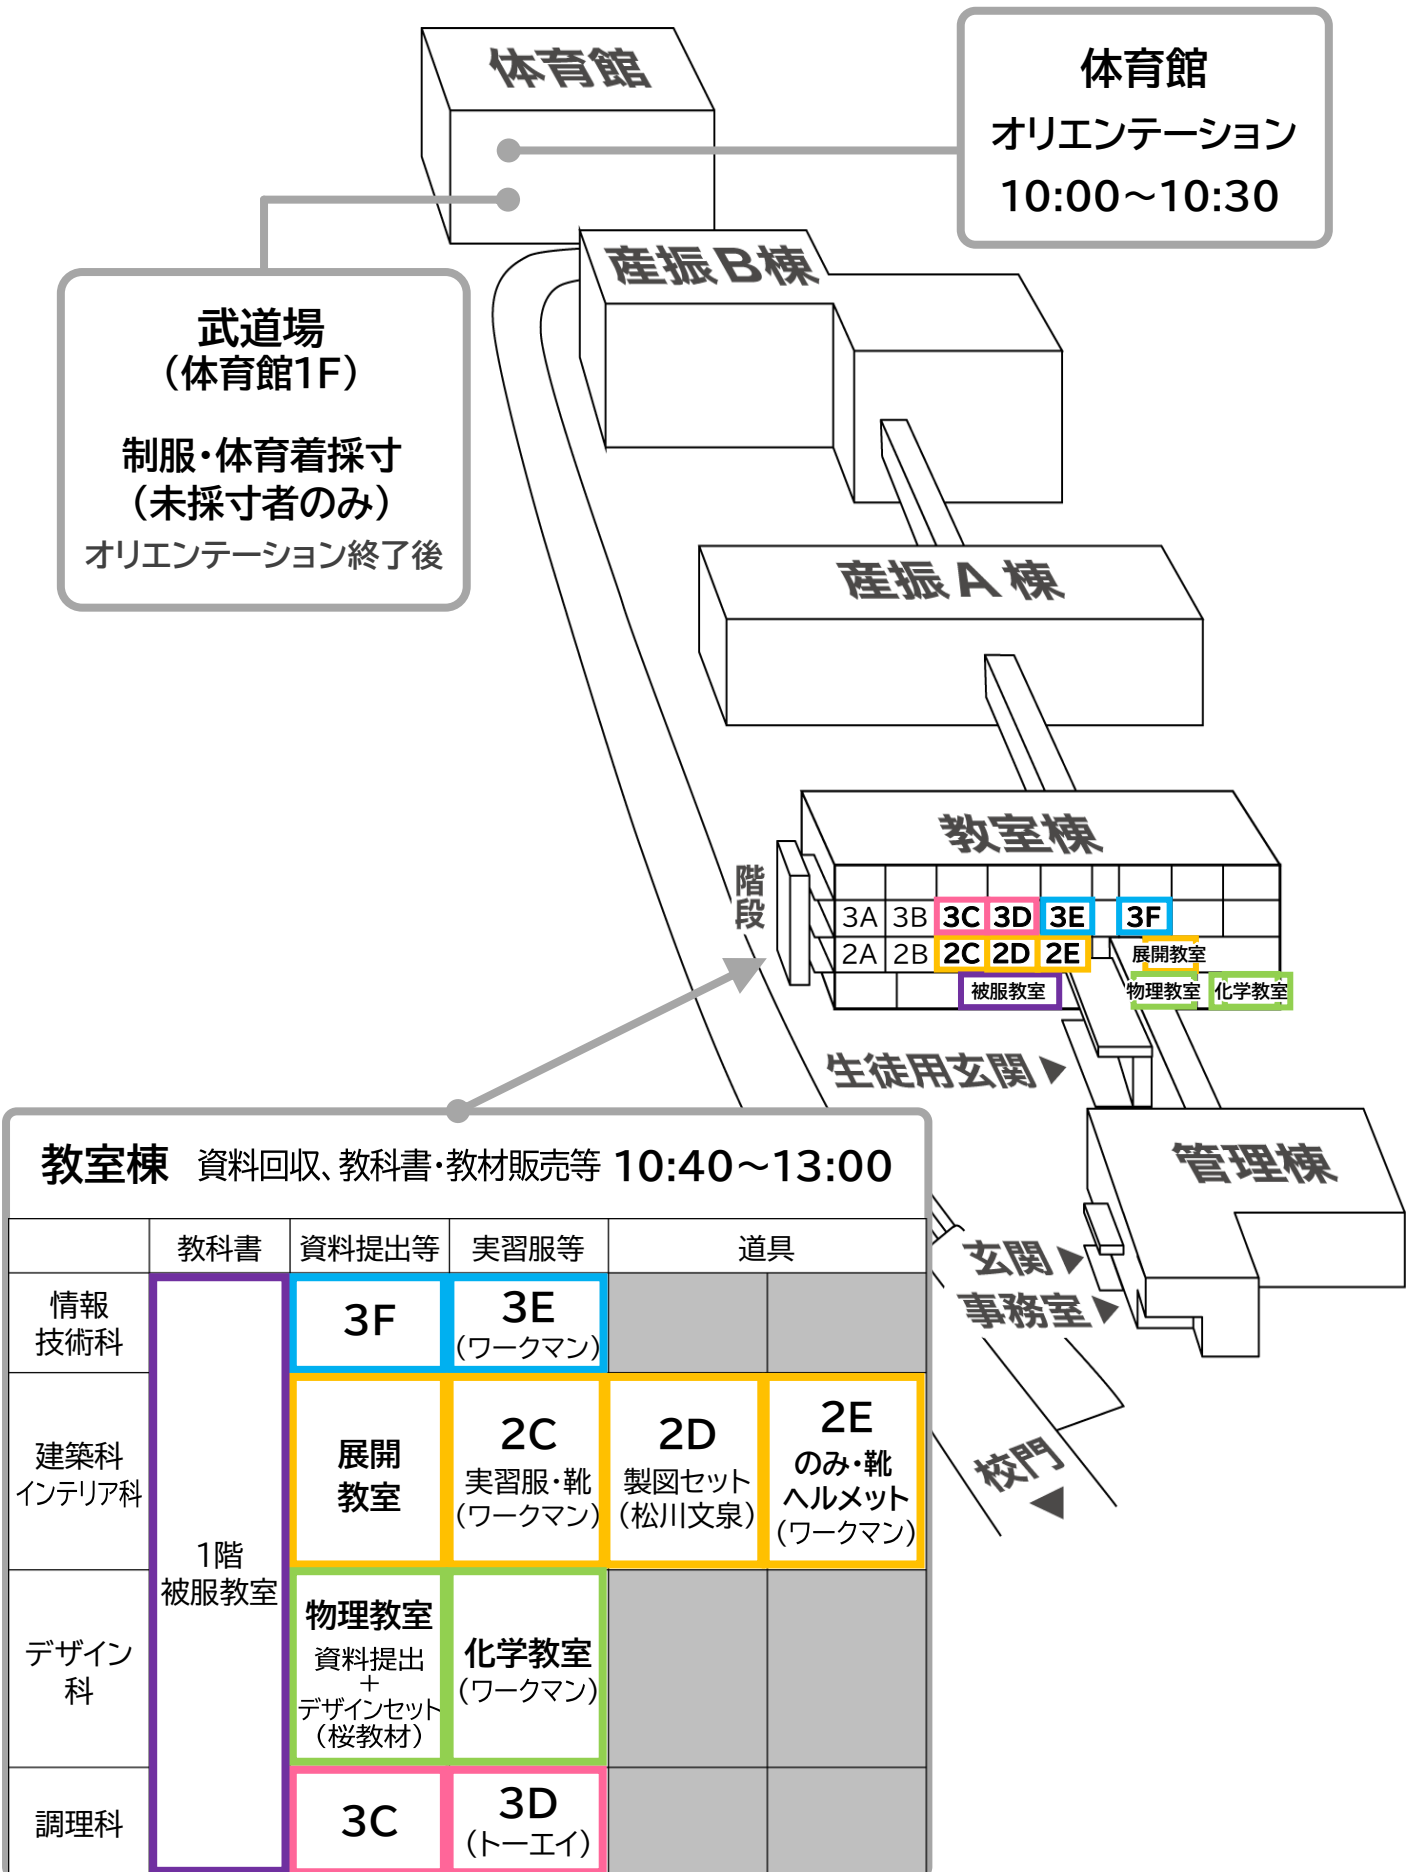 体育館
体育館
オリエンテーション
10:00～10:30
産振B棟
武道場
（体育館1F）
制服・体育着採寸
（未採寸者のみ）
オリエンテーション終了後
産振A棟
教室棟
階段
3A 3B 3C 3D 3E 3F
2A 2B 2C 2D 2E 展開教室
被服教室 物理教室 化学教室
生徒用玄関▶
管理棟
玄関▶
事務室▶
校門
◀
教室棟 資料回収、教科書・教材販売等 10:40～13:00
教科書 資料提出等 実習服等 道具
情報
技術科
3F
3E
（ワークマン）
建築科
インテリア科
展開
教室
2C
実習服・靴
（ワークマン）
2D
製図セット
（松川文泉）
2E
のみ・靴
ヘルメット
（ワークマン）
1階
被服教室
デザイン
科
物理教室
資料提出
+
デザインセット
（桜教材）
化学教室
（ワークマン）
調理科
3C
3D
（トーエイ）